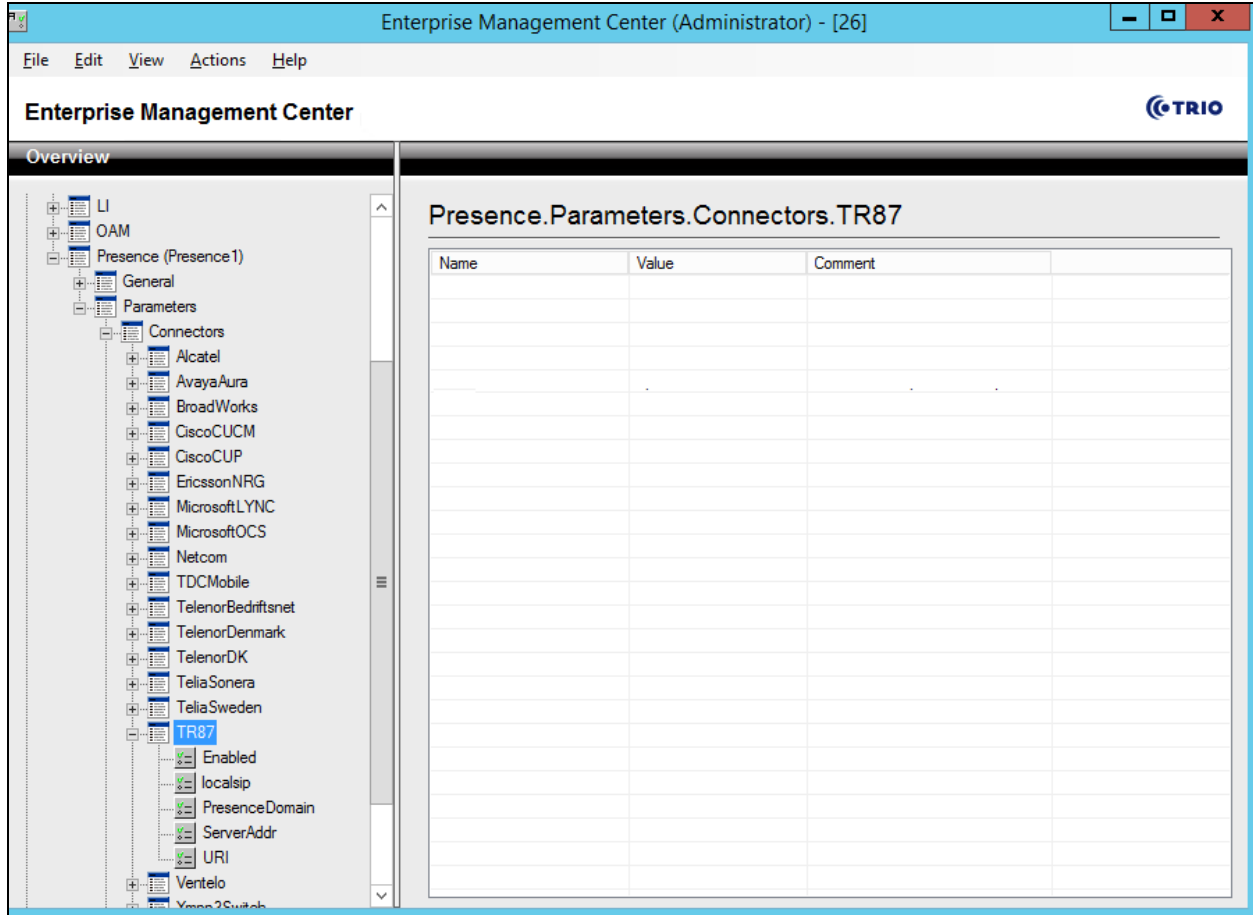 Enterprise Management Center (Administrator) - [26]
File Edit View Actions Help
Enterprise Management Center
TRIO
Overview
LI
OAM
Presence (Presence1)
General
Parameters
Connectors
Alcatel
AvayaAura
BroadWorks
CiscoCUCM
CiscoCUP
EricssonNRG
MicrosoftLYNC
MicrosoftOCS
Netcom
TDCMobile
TelenorBedriftsnet
TelenorDenmark
TelenorDK
TeliaSonera
TeliaSweden
TR87
Enabled
localsip
PresenceDomain
ServerAddr
URI
Ventelo
Presence.Parameters.Connectors.TR87
Name Value Comment